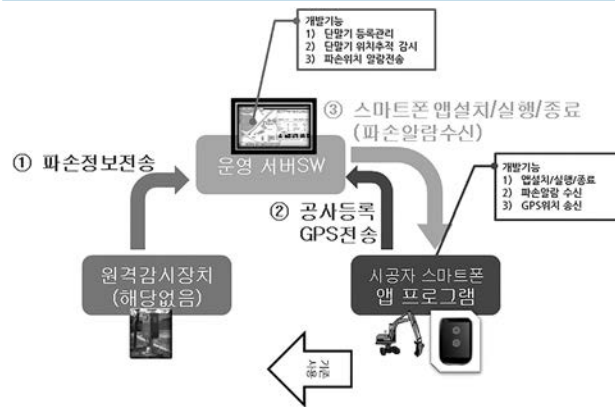 개발기능
1) 단말기 등록관리
2) 단말기 위치추적 감시
3) 파손위치 알람전송
③ 스마트폰 앱설치/실행/종료
(파손알람수신)
① 파손정보전송
운영 서버SW
개발기능
1) 앱설치/실행/종료
2) 파손알람 수신
3) GPS위치 송신
② 공사등록
GPS전송
원격감시장치
(해당없음)
시공자 스마트폰
앱 프로그램
기존
사용